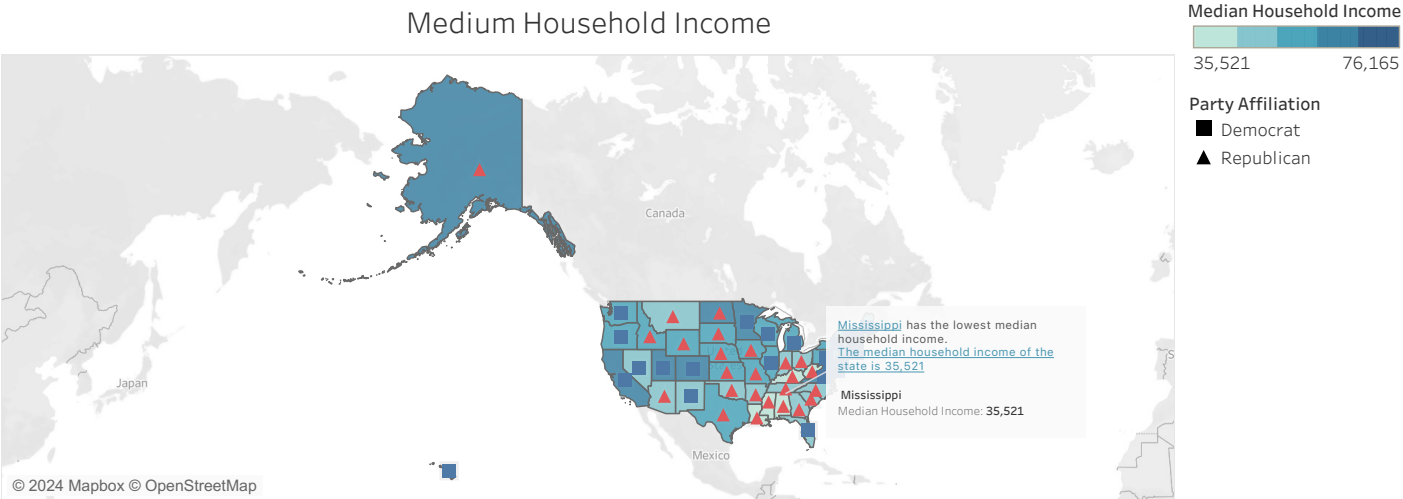 Medium Household Income
Median Household Income
35,521
76,165
Party Affiliation
Democrat
Republican
Canada
Mississippi has the lowest median
household income.
The median household income of the
state is 35,521
Mississippi
Median Household Income: 35,521
Japan
Mexico
© 2024 Mapbox © OpenStreetMap